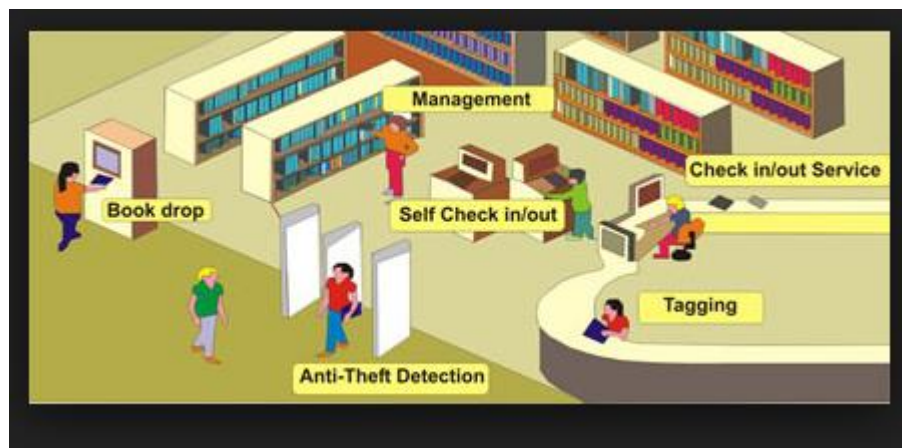 Management
Check in/out Service
Book drop
Self Check in/out
Tagging
Anti-Theft Detection